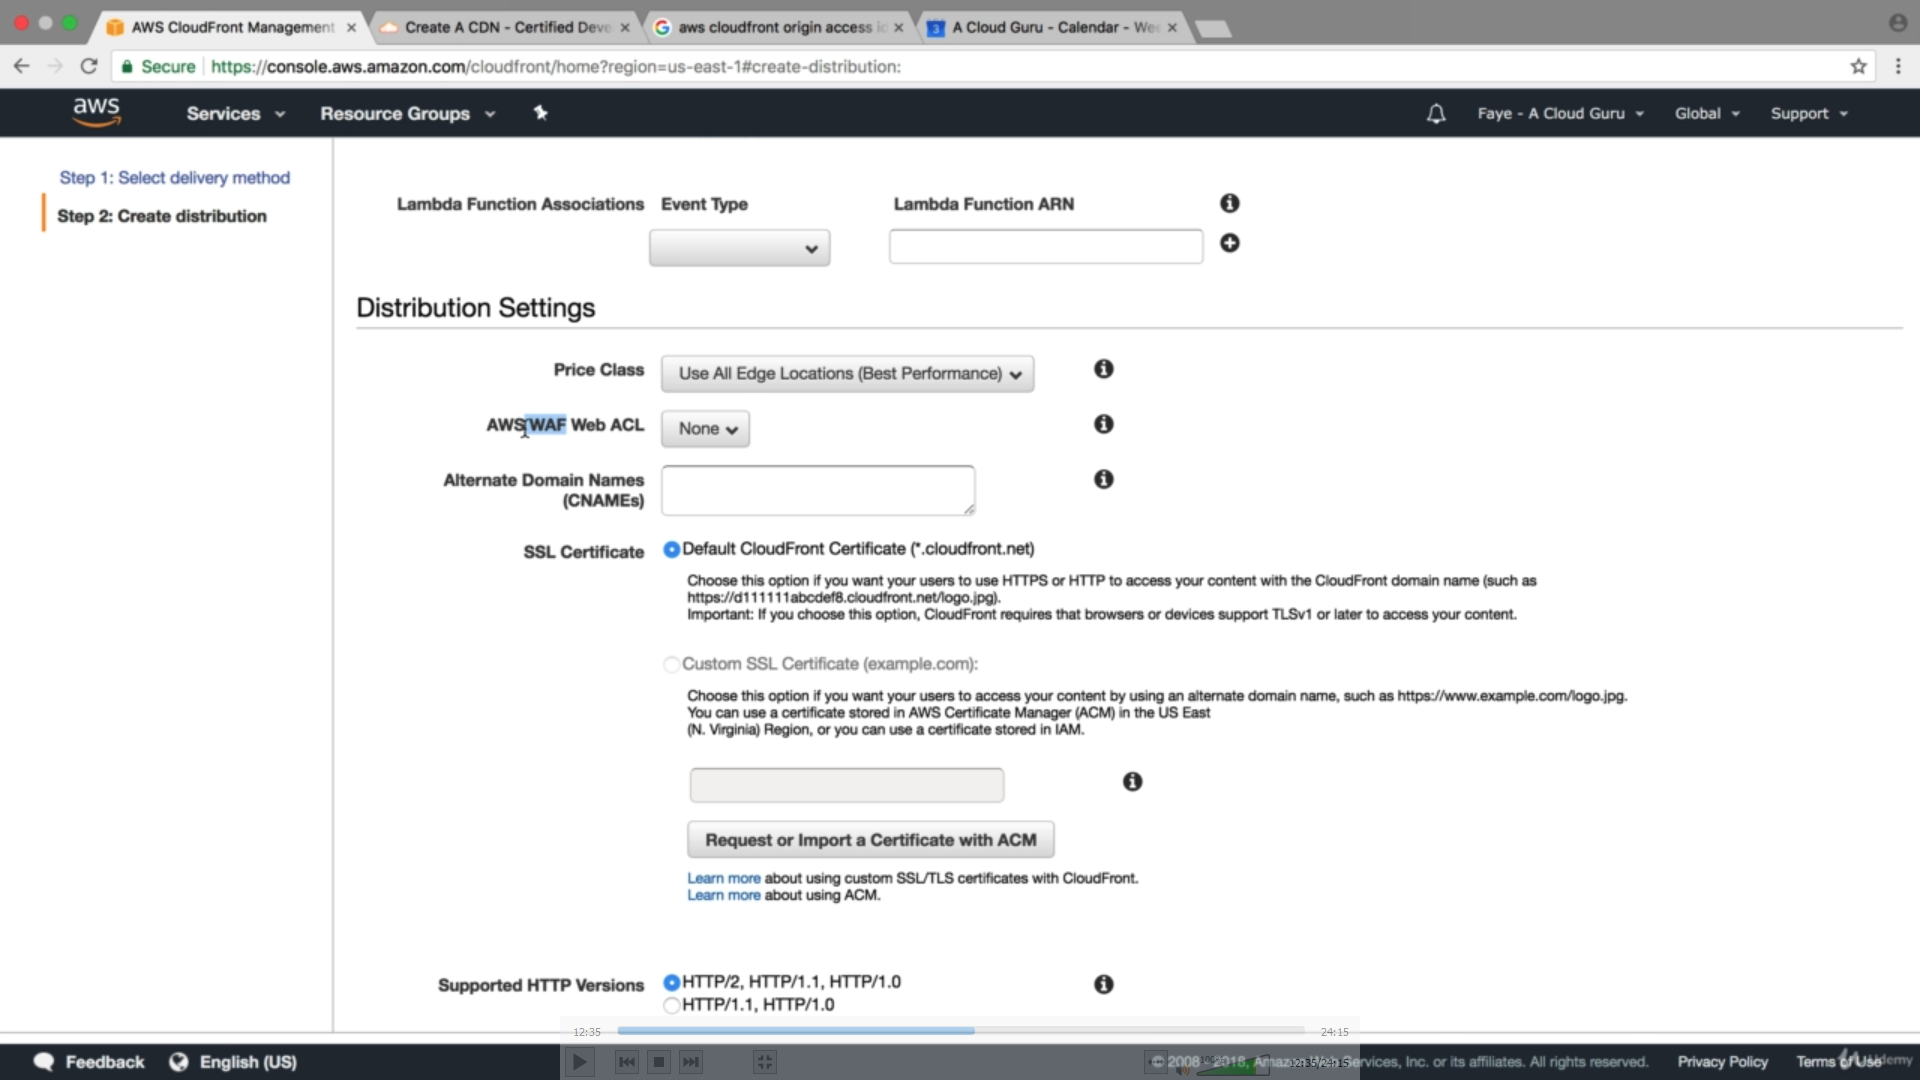 AWS CloudFront Management
Create A CDN - Certified Deve
aws cloudfront origin access id
A Cloud Guru - Calendar - Wee
Secure
https://console.aws.amazon.com/cloudfront/home?region=us-east-1#create-distribution:
aws
Services
Resource Groups
Faye - A Cloud Guru
Global
Support
Step 1: Select delivery method
Step 2: Create distribution
Lambda Function Associations
Event Type
Lambda Function ARN
Distribution Settings
Price Class
Use All Edge Locations (Best Performance)
AWS WAF Web ACL
None
Alternate Domain Names
(CNAMEs)
SSL Certificate
Default CloudFront Certificate (*.cloudfront.net)
Choose this option if you want your users to use HTTPS or HTTP to access your content with the CloudFront domain name (such as
https://d111111abcdef8.cloudfront.net/logo.jpg).
Important: If you choose this option, CloudFront requires that browsers or devices support TLSv1 or later to access your content.
Custom SSL Certificate (example.com):
Choose this option if you want your users to access your content by using an alternate domain name, such as https://www.example.com/logo.jpg.
You can use a certificate stored in AWS Certificate Manager (ACM) in the US East
(N. Virginia) Region, or you can use a certificate stored in IAM.
Request or Import a Certificate with ACM
Learn more about using custom SSL/TLS certificates with CloudFront.
Learn more about using ACM.
Supported HTTP Versions
HTTP/2, HTTP/1.1, HTTP/1.0
HTTP/1.1, HTTP/1.0
12:35
24:15
Feedback
English (US)
© 2008 - 2018, Amazon Web Services, Inc. or its affiliates. All rights reserved.
Privacy Policy
Terms of Use